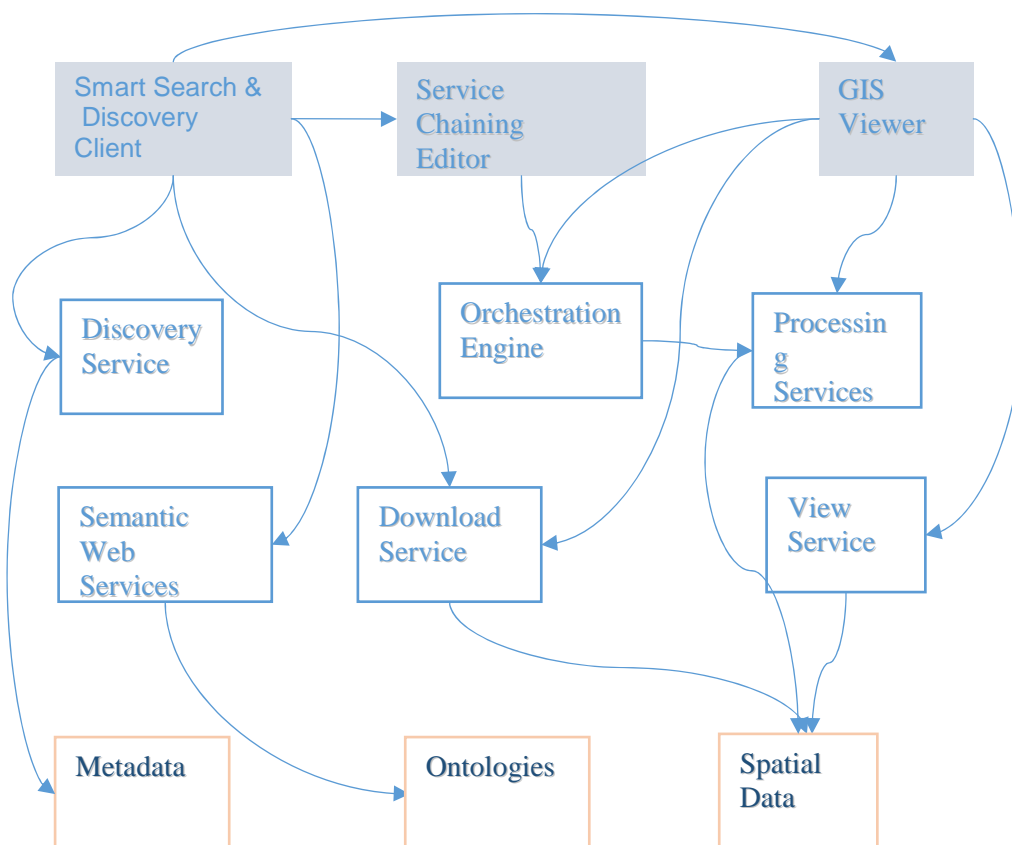 Smart Search &
Discovery
Client
Service
Chaining
Editor
GIS
Viewer
Discovery
Service
Orchestration
Engine
Processin
g
Services
Semantic
Web
Services
Download
Service
View
Service
Metadata
Ontologies
Spatial
Data